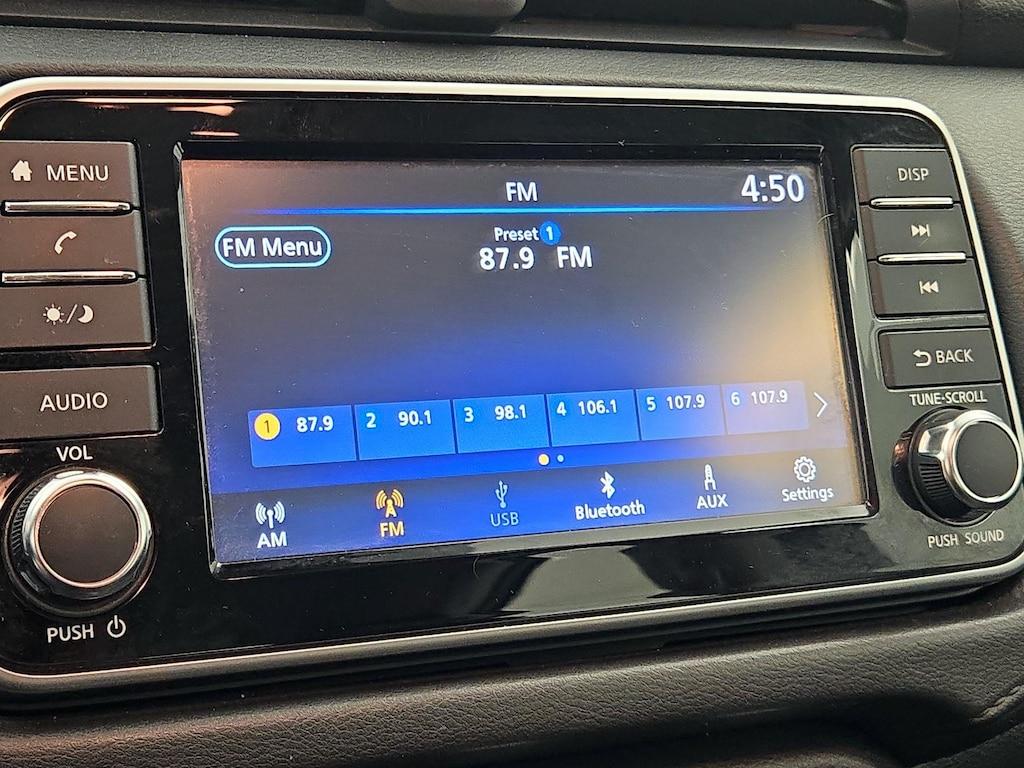 MENU
AUDIO
VOL
PUSH
FM
4:50
FM Menu
Preset 1
87.9 FM
1 87.9 2 90.1 3 98.1 4 106.1 5 107.9 6 107.9
AM FM USB Bluetooth AUX Settings
DISP
BACK
TUNE·SCROLL
PUSH SOUND